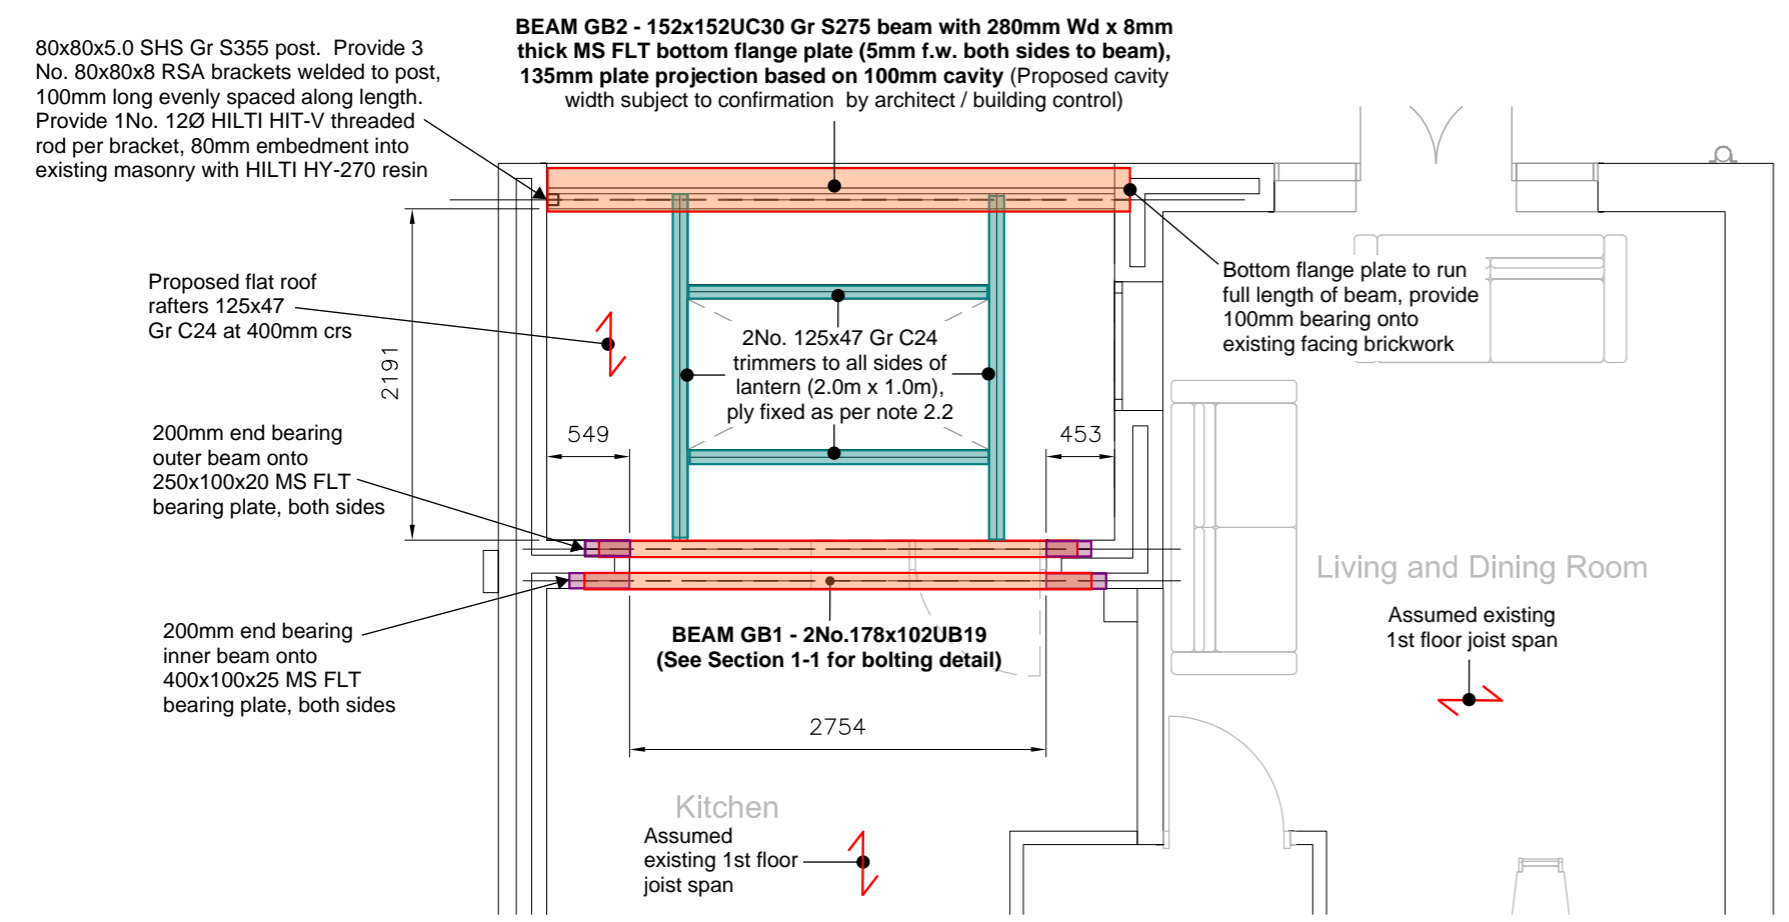 BEAM GB2 - 152x152UC30 Gr S275 beam with 280mm Wd x 8mm
thick MS FLT bottom flange plate (5mm f.w. both sides to beam),
135mm plate projection based on 100mm cavity (Proposed cavity
width subject to confirmation by architect / building control)
80x80x5.0 SHS Gr S355 post. Provide 3
No. 80x80x8 RSA brackets welded to post,
100mm long evenly spaced along length.
Provide 1No. 12Ø HILTI HIT-V threaded
rod per bracket, 80mm embedment into
existing masonry with HILTI HY-270 resin
Proposed flat roof
rafters 125x47
Gr C24 at 400mm crs
2191
2No. 125x47 Gr C24
trimmers to all sides of
lantern (2.0m x 1.0m),
ply fixed as per note 2.2
Bottom flange plate to run
full length of beam, provide
100mm bearing onto
existing facing brickwork
549
453
200mm end bearing
outer beam onto
250x100x20 MS FLT
bearing plate, both sides
200mm end bearing
inner beam onto
400x100x25 MS FLT
bearing plate, both sides
BEAM GB1 - 2No.178x102UB19
(See Section 1-1 for bolting detail)
2754
Living and Dining Room
Assumed existing
1st floor joist span
Kitchen
Assumed
existing 1st floor
joist span